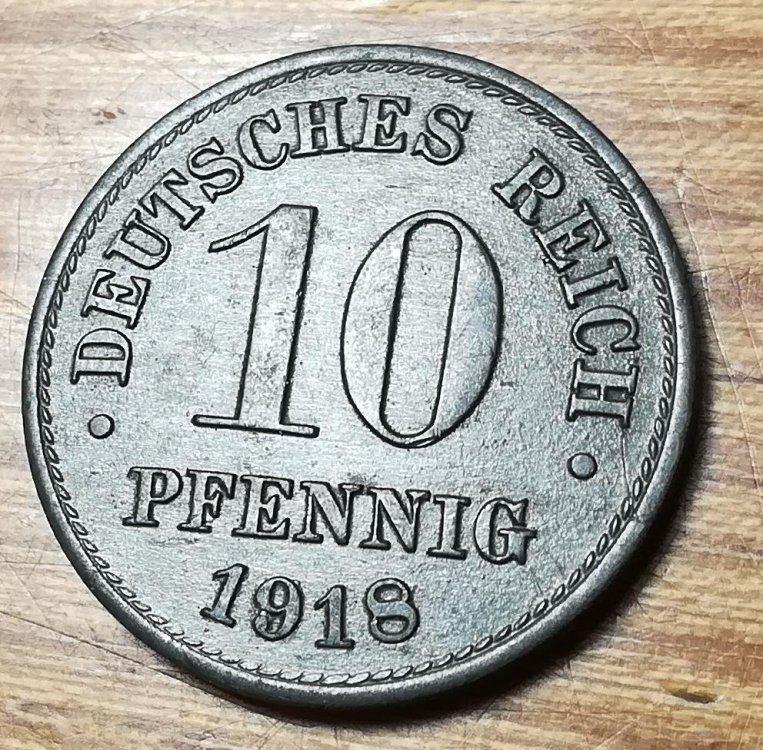 DEUTSCHES REICH
10
PFENNIG
1918